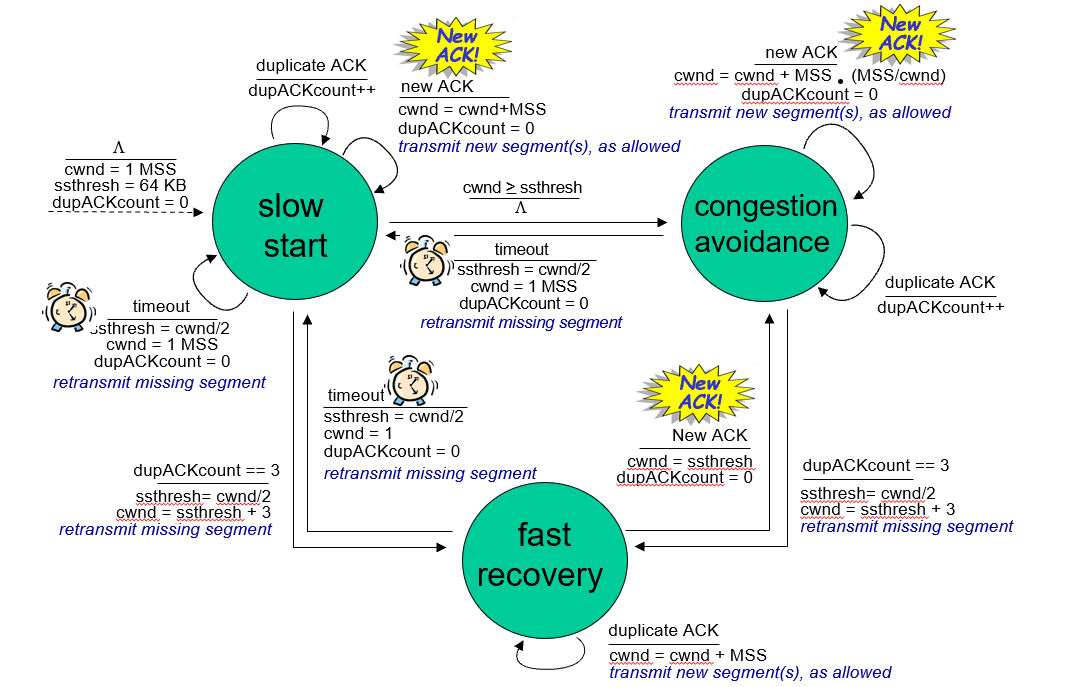 New
ACK!
duplicate ACK
dupACKcount++
new ACK
cwnd = cwnd+MSS
dupACKcount = 0
transmit new segment(s), as allowed
New
ACK!
new ACK
cwnd = cwnd + MSS • (MSS/cwnd)
dupACKcount = 0
transmit new segment(s), as allowed
Λ
cwnd = 1 MSS
ssthresh = 64 KB
dupACKcount = 0
slow
start
cwnd ≥ ssthresh
Λ
congestion
avoidance
timeout
ssthresh = cwnd/2
cwnd = 1 MSS
dupACKcount = 0
retransmit missing segment
duplicate ACK
dupACKcount++
timeout
ssthresh = cwnd/2
cwnd = 1 MSS
dupACKcount = 0
retransmit missing segment
timeout
ssthresh = cwnd/2
cwnd = 1
dupACKcount = 0
retransmit missing segment
New
ACK!
New ACK
cwnd = ssthresh
dupACKcount = 0
dupACKcount == 3
ssthresh= cwnd/2
cwnd = ssthresh + 3
retransmit missing segment
dupACKcount == 3
ssthresh= cwnd/2
cwnd = ssthresh + 3
retransmit missing segment
fast
recovery
duplicate ACK
cwnd = cwnd + MSS
transmit new segment(s), as allowed